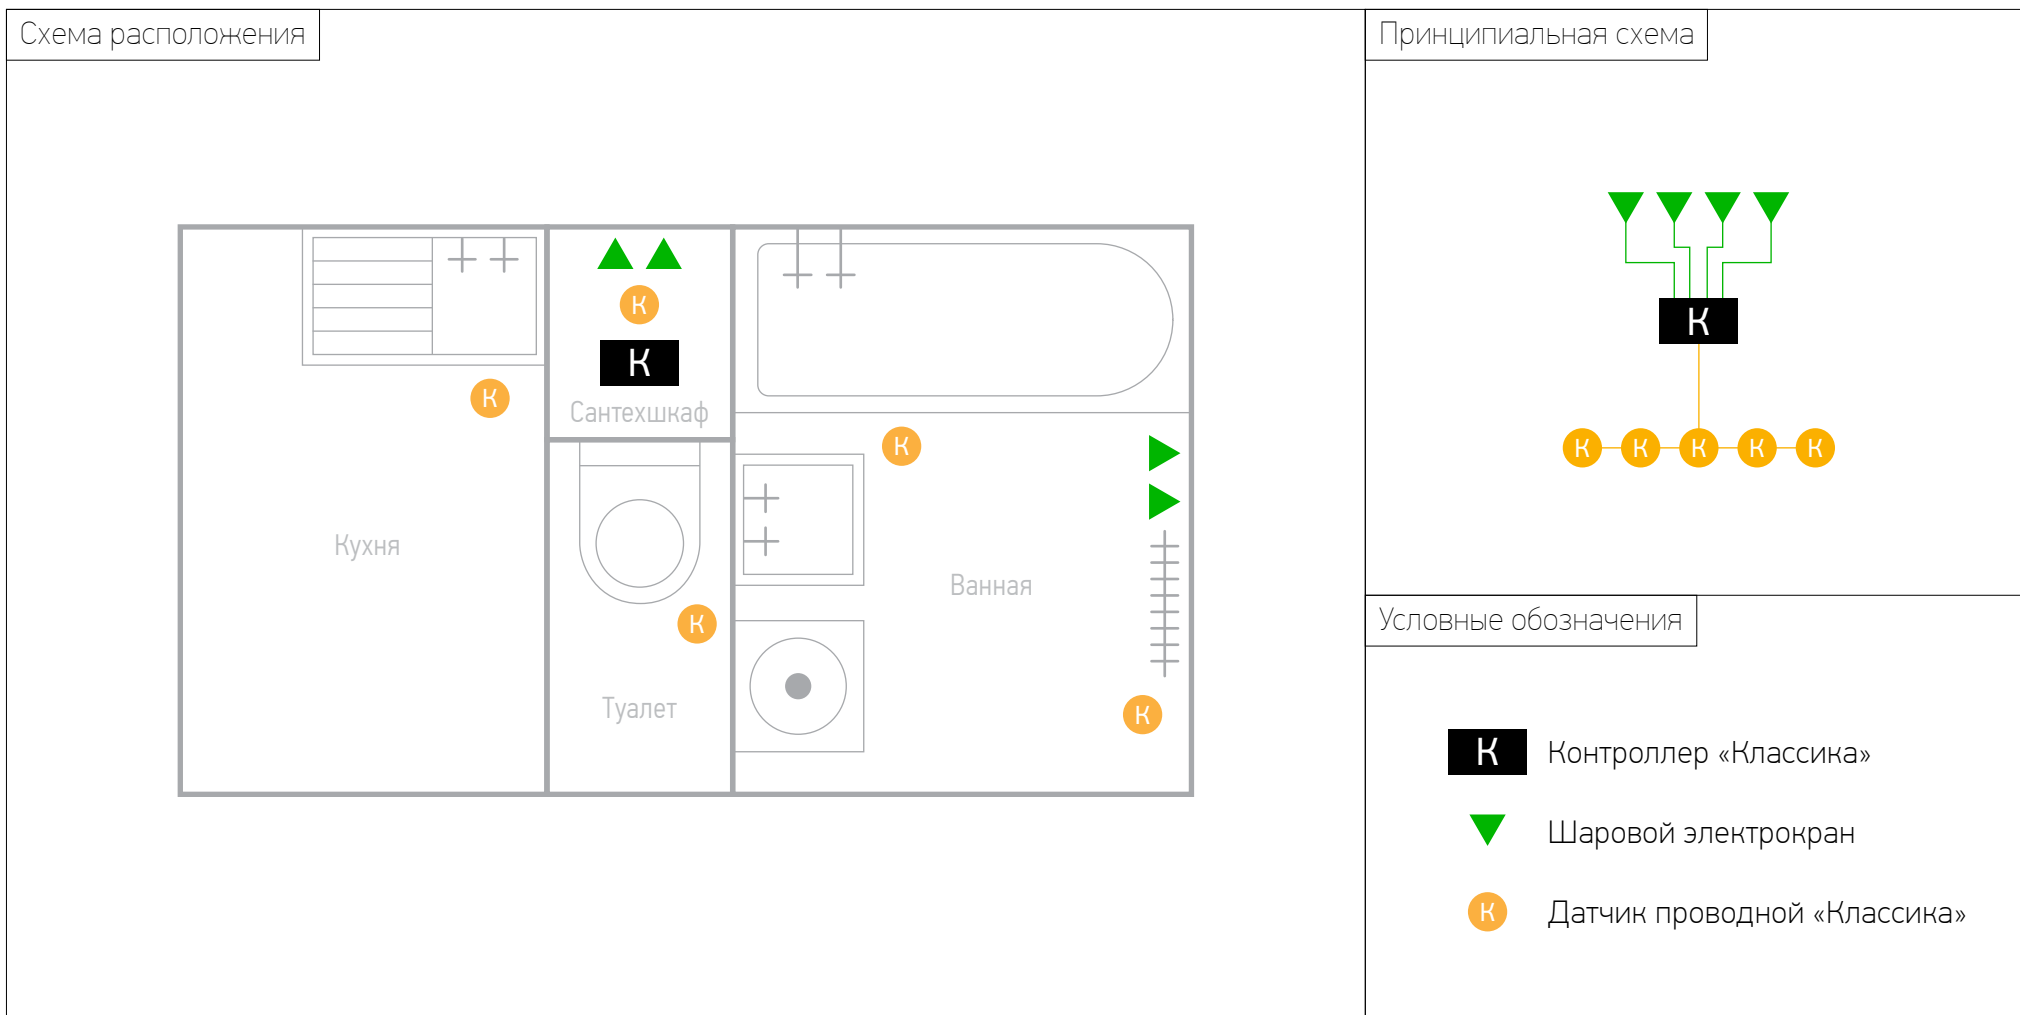 Схема расположения
К
К
К
Сантехшкаф
К
Кухня
Ванная
К
Туалет
К
Принципиальная схема
К
К К К К К
Условные обозначения
К Контроллер «Классика»
Шаровой электрокран
К Датчик проводной «Классика»